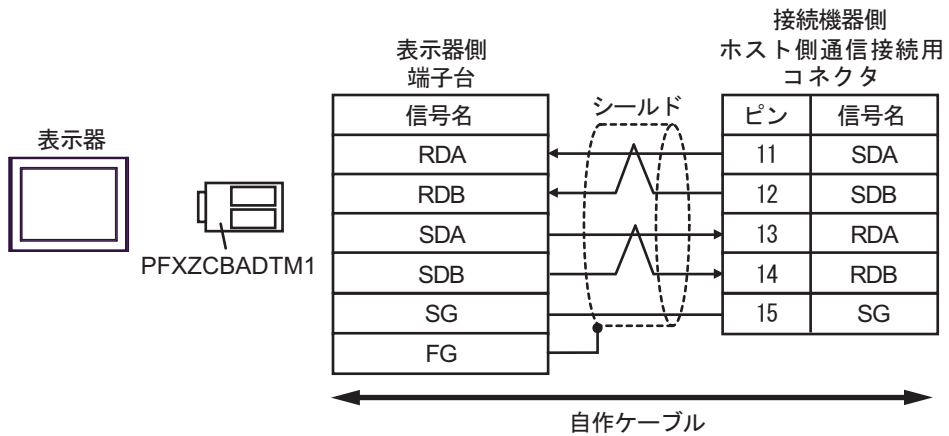 接続機器側
ホスト側通信接続用
コネクタ
表示器側
端子台
表示器
PFXZCBADTM1
シールド
信号名
ピン 信号名
RDA 11 SDA
RDB 12 SDB
SDA 13 RDA
SDB 14 RDB
SG 15 SG
FG
自作ケーブル